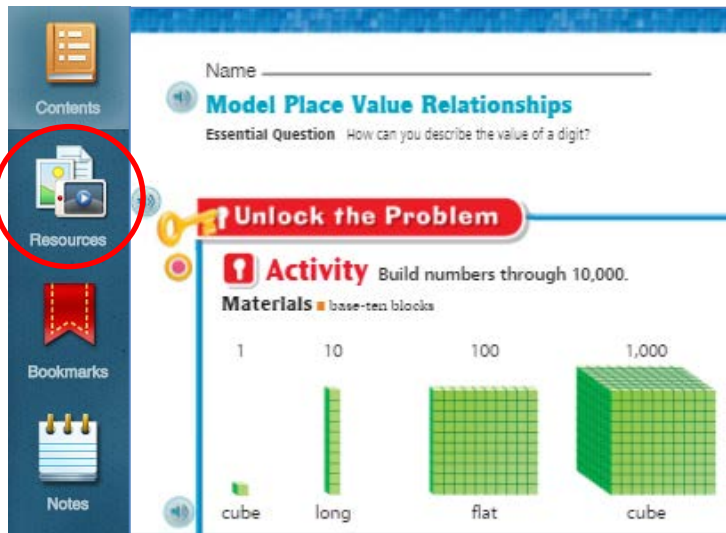 Contents
Resources
Bookmarks
Notes
Name
Model Place Value Relationships
Essential Question How can you describe the value of a digit?
Unlock the Problem
Activity Build numbers through 10,000.
Materials base-ten blocks
1 10 100 1,000
cube long flat cube